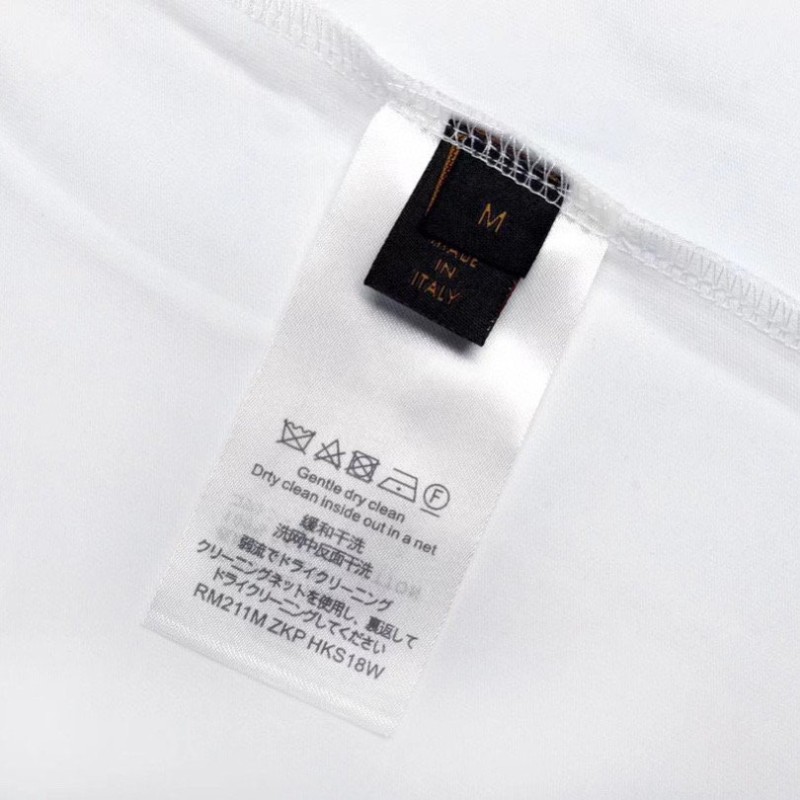 M
MADE
IN
ITALY
F
Gentle dry clean
Drty clean inside out in a net
缓和干洗
洗网中反面干洗
弱流でドライクリーニング
クリーニングネットを使用し、裏返して
ドライクリーニングしてください
RM211M ZKP HKS18W